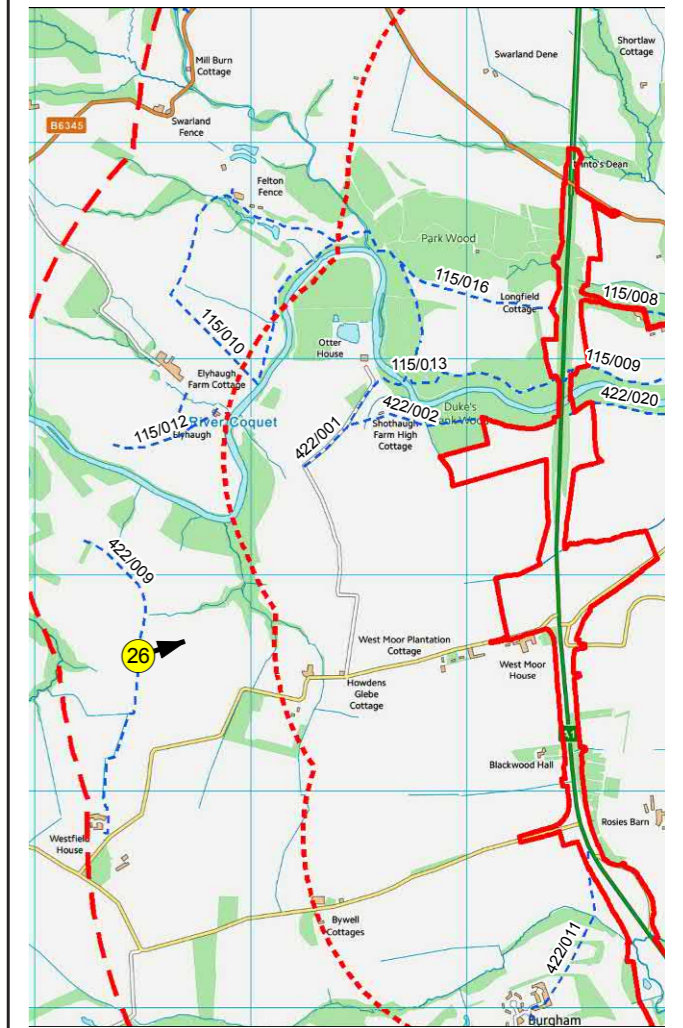 Shortlaw
Cottage
Swarland Dene
Mill Burn
Cottage
B6345
Swarland
Fence
Felton
Fence
Park Wood
115/016
Longfield
Cottage
115/008
115/010
Otter
House
115/013
115/009
Elyhaugh
Farm Cottage
422/002
Duke's
422/020
115/012
River Coquet
Elyhaugh
422/001
Shothaugh
Farm High
Cottage
422/009
26
West Moor Plantation
Cottage
West Moor
House
Howdens
Glebe
Cottage
A1
Blackwood Hall
Rosies Barn
Westfield
House
Bywell
Cottages
422/011
Burgham